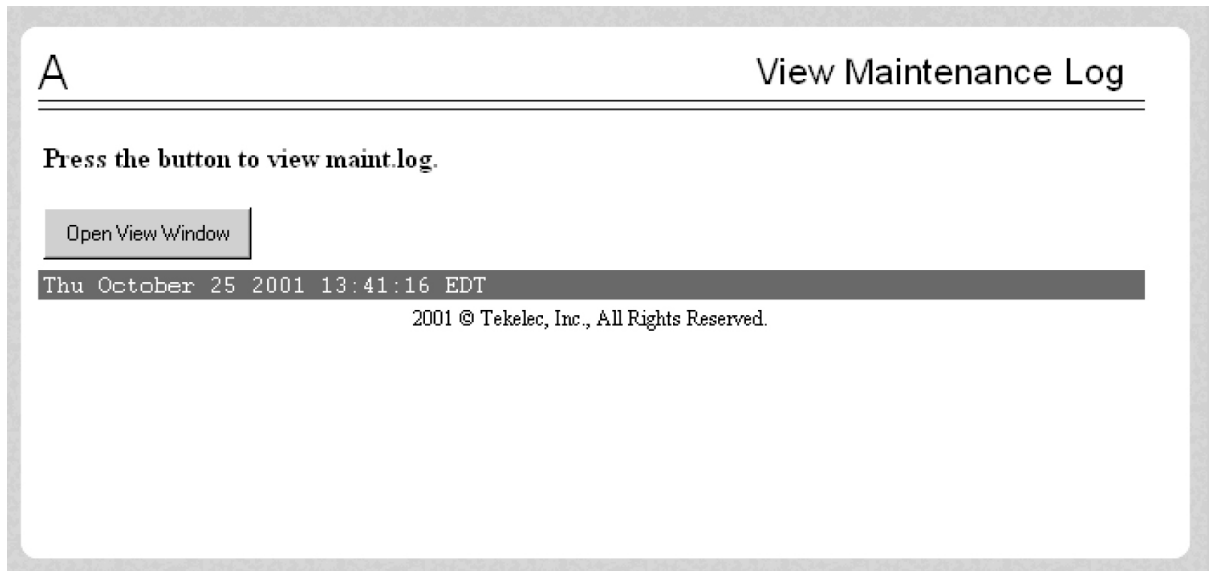 A
View Maintenance Log
Press the button to view maint.log.
Open View Window
Thu October 25 2001 13:41:16 EDT
2001 © Tekelec, Inc., All Rights Reserved.